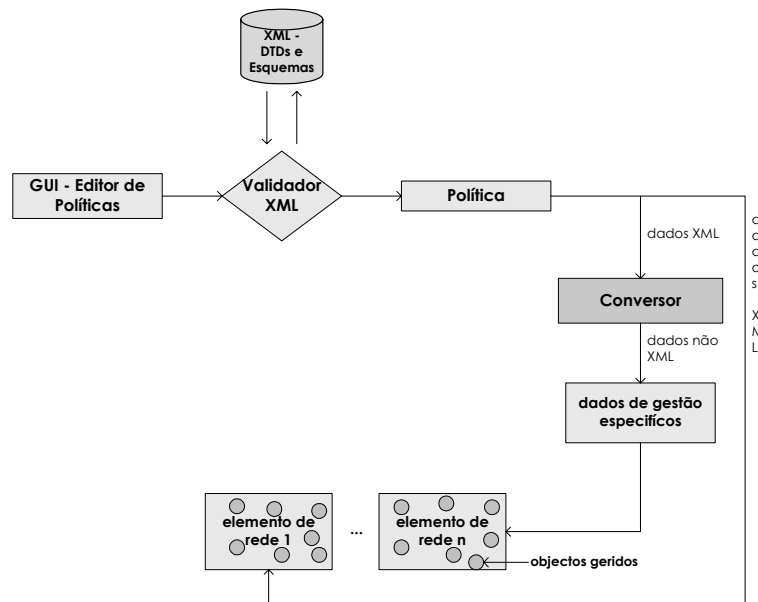 XML -
DTDs e
Esquemas
GUI - Editor de
Políticas
Validador
XML
Política
dados XML
Conversor
dados não
XML
dados de gestão
especifícos
elemento de
rede 1
...
elemento de
rede n
objectos geridos
X
M
L